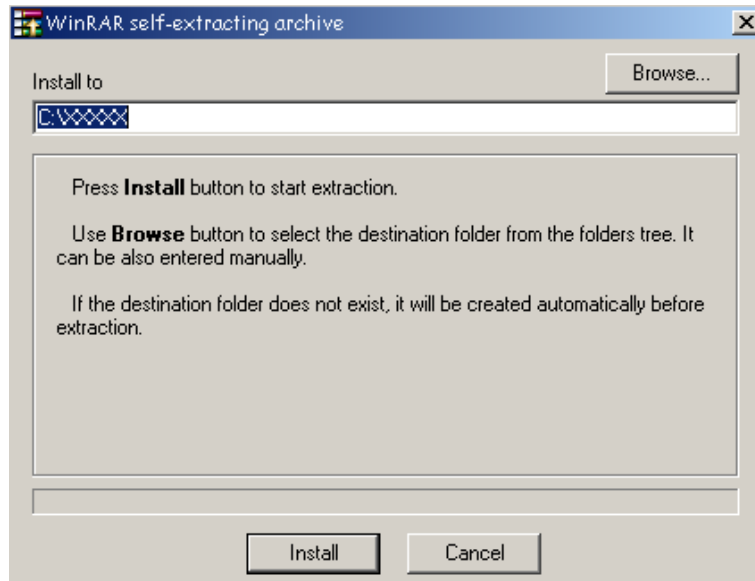 WinRAR self-extracting archive
Browse...
Install to
C:\XXXXX
Press Install button to start extraction.
Use Browse button to select the destination folder from the folders tree. It
can be also entered manually.
If the destination folder does not exist, it will be created automatically before
extraction.
Install
Cancel